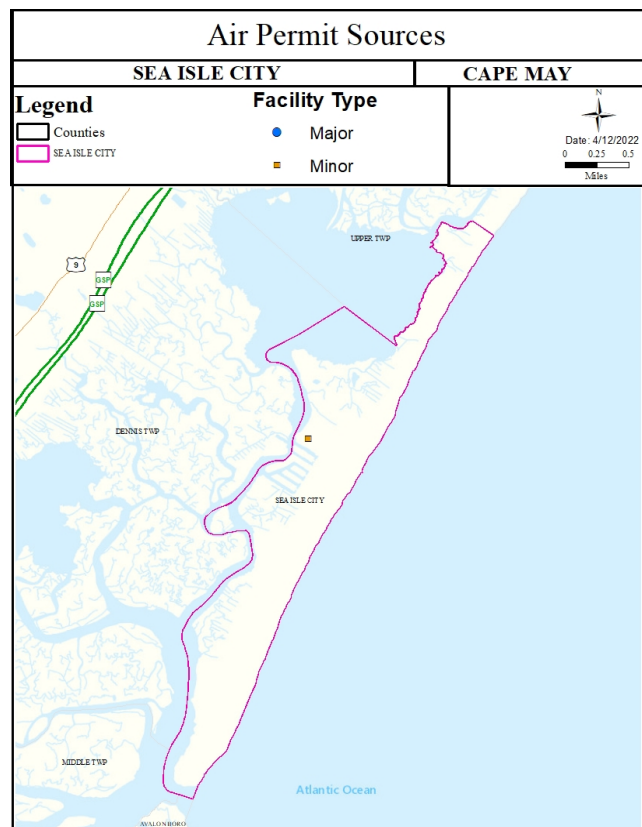 Air Permit Sources
SEA ISLE CITY
CAPE MAY
Legend
Counties
SEA ISLE CITY
Facility Type
Major
Minor
N
Date: 4/12/2022
0 0.25 0.5
Miles
UPPER TWP
9
GSP
GSP
DENNIS TWP
SEA ISLE CITY
MIDDLE TWP
Atlantic Ocean
AVALON BORO